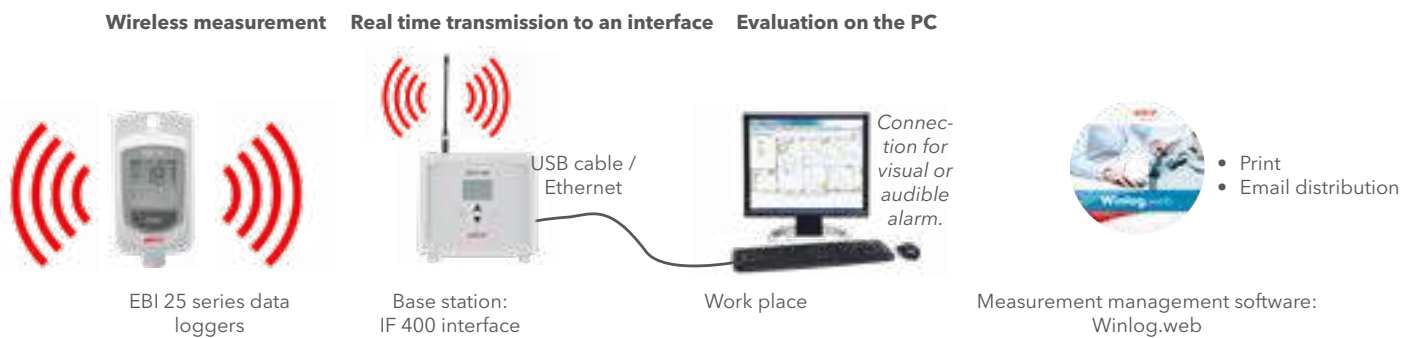 Wireless measurement
Real time transmission to an interface
Evaluation on the PC
USB cable /
Ethernet
Connec-
tion for
visual or
audible
alarm.
Winlog.web
• Print
• Email distribution
EBI 25 series data
loggers
Base station:
IF 400 interface
Work place
Measurement management software:
Winlog.web